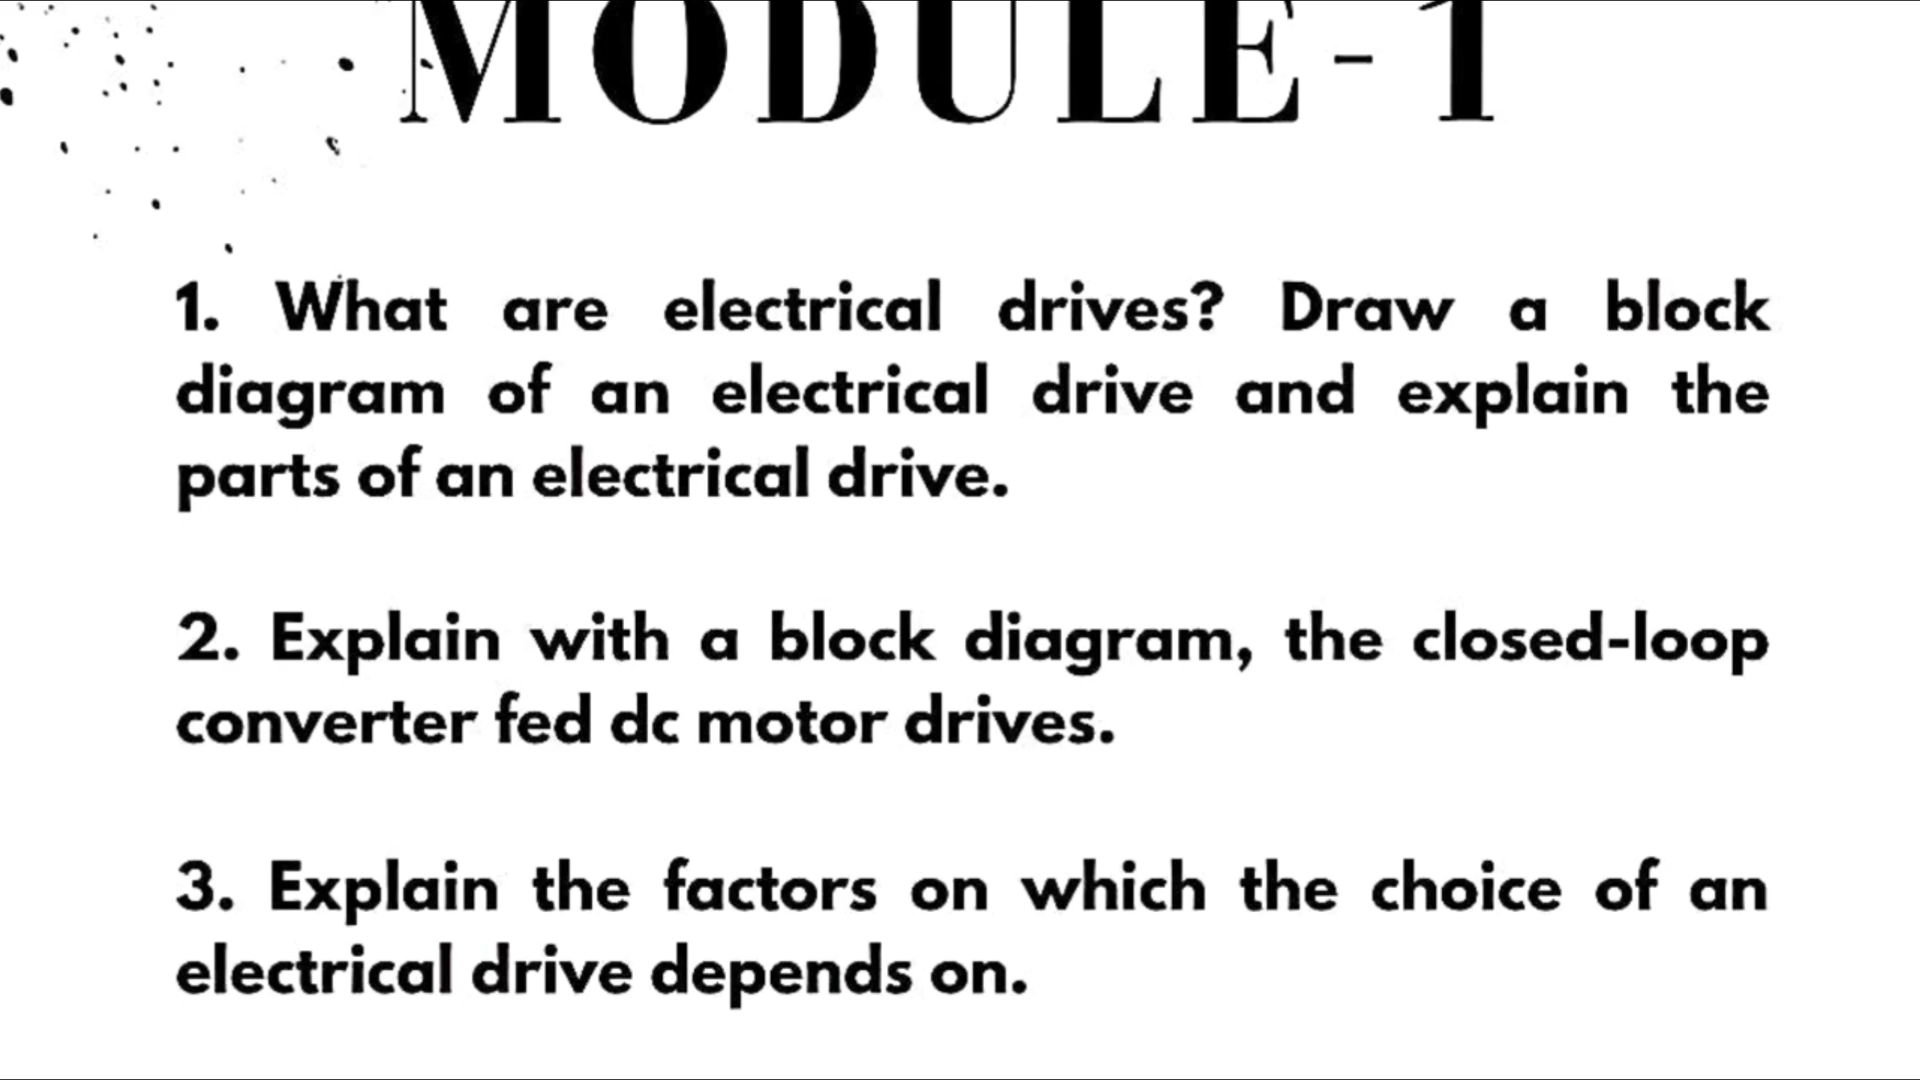 MODULE-1
1. What are electrical drives? Draw a block
diagram of an electrical drive and explain the
parts of an electrical drive.
2. Explain with a block diagram, the closed-loop
converter fed dc motor drives.
3. Explain the factors on which the choice of an
electrical drive depends on.